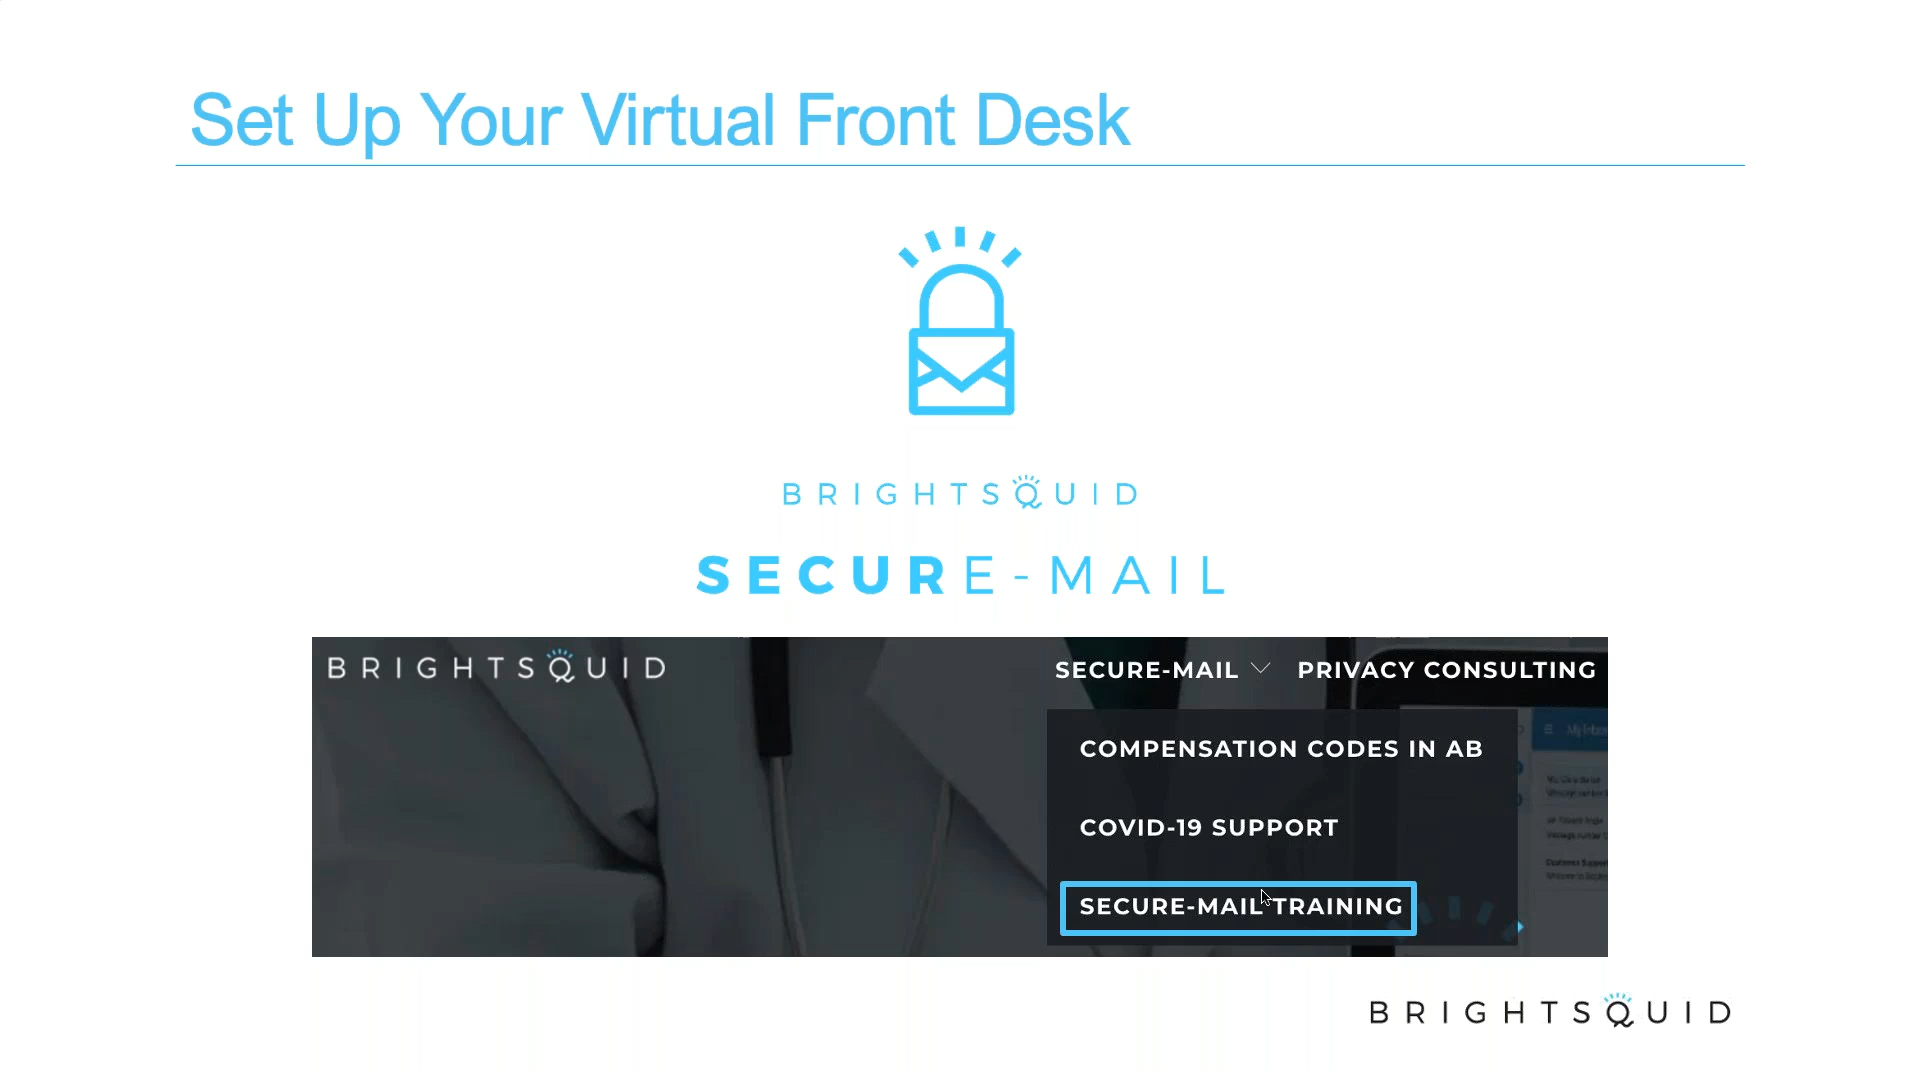 Set Up Your Virtual Front Desk
BRIGHTSQUID
SECURE-MAIL
BRIGHTSQUID
SECURE-MAIL PRIVACY CONSULTING
COMPENSATION CODES IN AB
COVID-19 SUPPORT
SECURE-MAIL TRAINING
BRIGHTSQUID